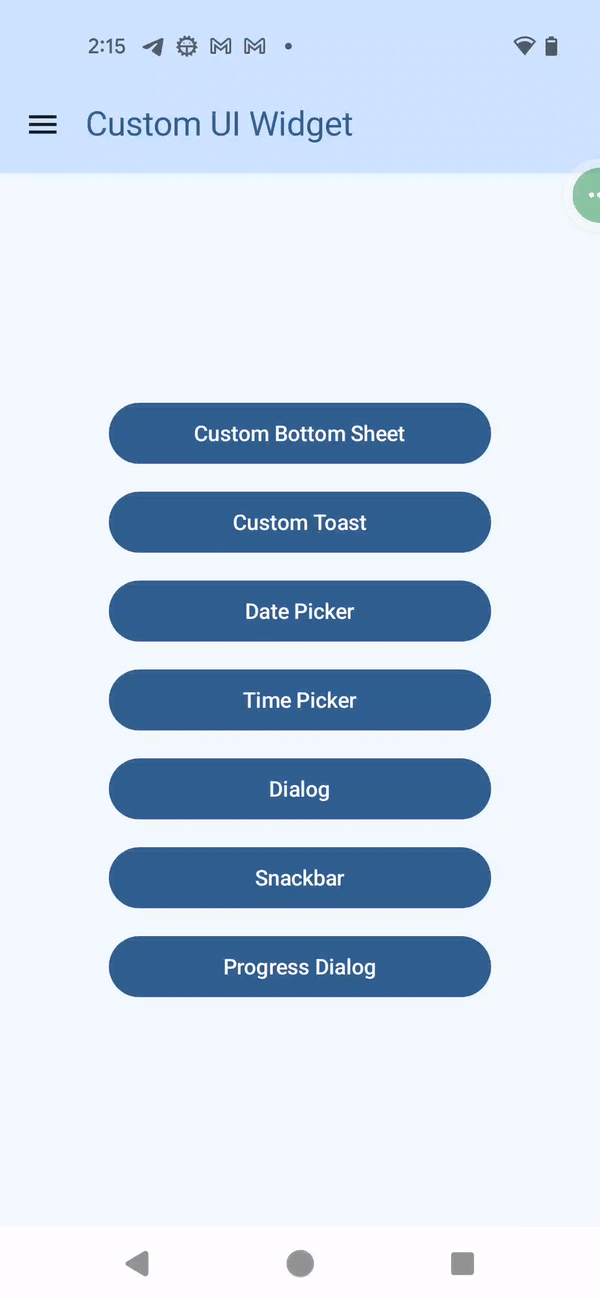 2:15
Custom UI Widget
Custom Bottom Sheet
Custom Toast
Date Picker
Time Picker
Dialog
Snackbar
Progress Dialog